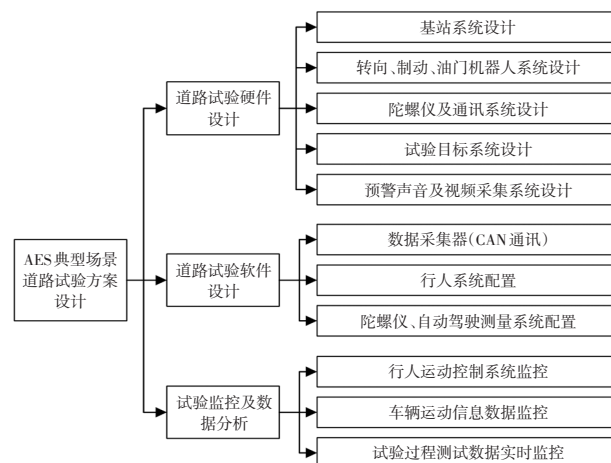 AES典型场景
道路试验方案
设计
道路试验硬件
设计
基站系统设计
转向、制动、油门机器人系统设计
陀螺仪及通讯系统设计
试验目标系统设计
预警声音及视频采集系统设计
道路试验软件
设计
数据采集器(CAN通讯)
行人系统配置
陀螺仪、自动驾驶测量系统配置
试验监控及数
据分析
行人运动控制系统监控
车辆运动信息数据监控
试验过程测试数据实时监控